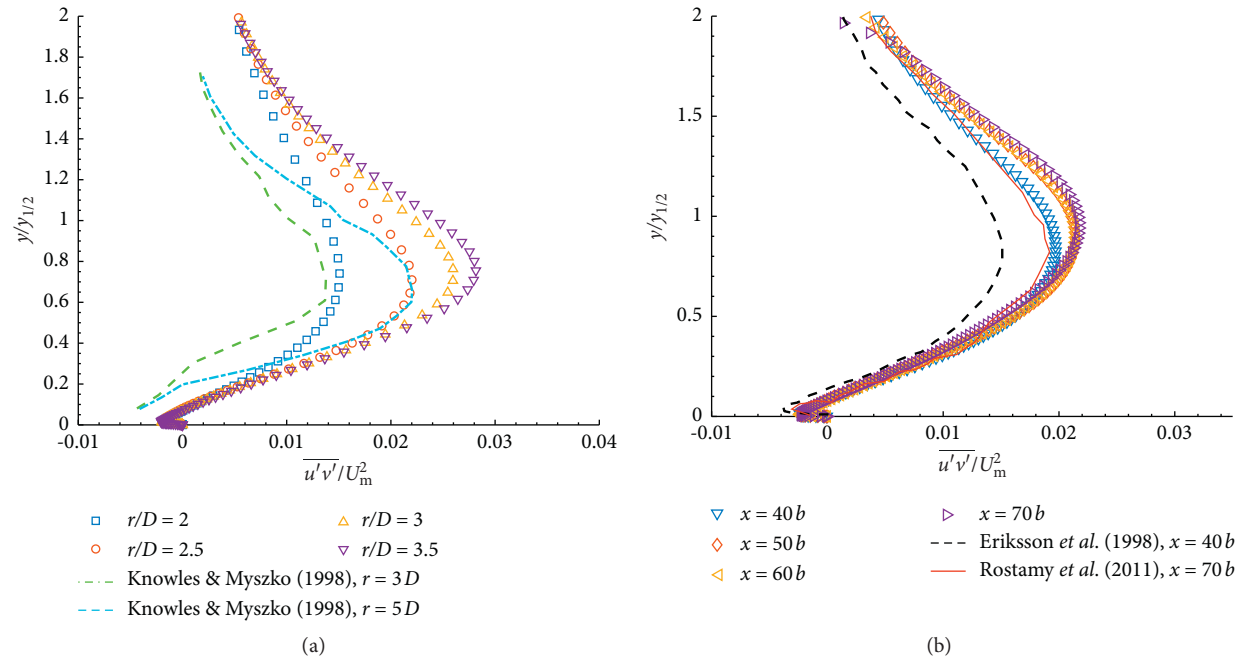 2
1.8
1.6
1.4
1.2
1
0.8
0.6
0.4
0.2
0
y/y1/2
-0.01 0 0.01 0.02 0.03 0.04
u′v′/U²m
r/D = 2
r/D = 3
r/D = 2.5
r/D = 3.5
Knowles & Myszko (1998), r = 3D
Knowles & Myszko (1998), r = 5D
(a)
2
1.5
1
0.5
0
y/y1/2
-0.01 0 0.01 0.02 0.03
u′v′/U²m
x = 40b
x = 70b
x = 50b
Eriksson et al. (1998), x = 40b
x = 60b
Rostamy et al. (2011), x = 70b
(b)